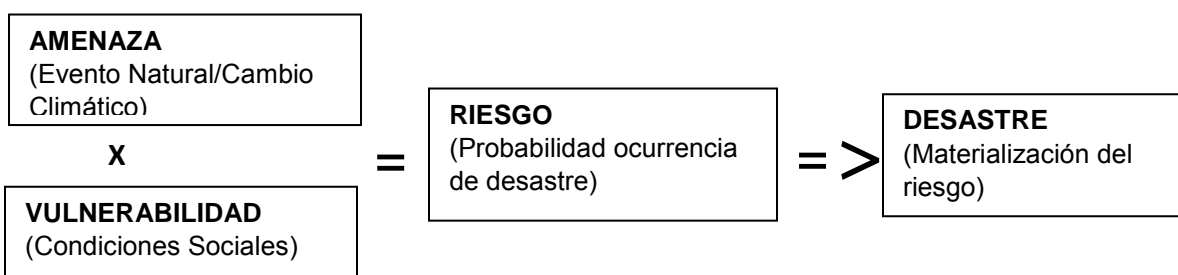 AMENAZA
(Evento Natural/Cambio
Climático)
X
VULNERABILIDAD
(Condiciones Sociales)
=
RIESGO
(Probabilidad ocurrencia
de desastre)
= >
DESASTRE
(Materialización del
riesgo)